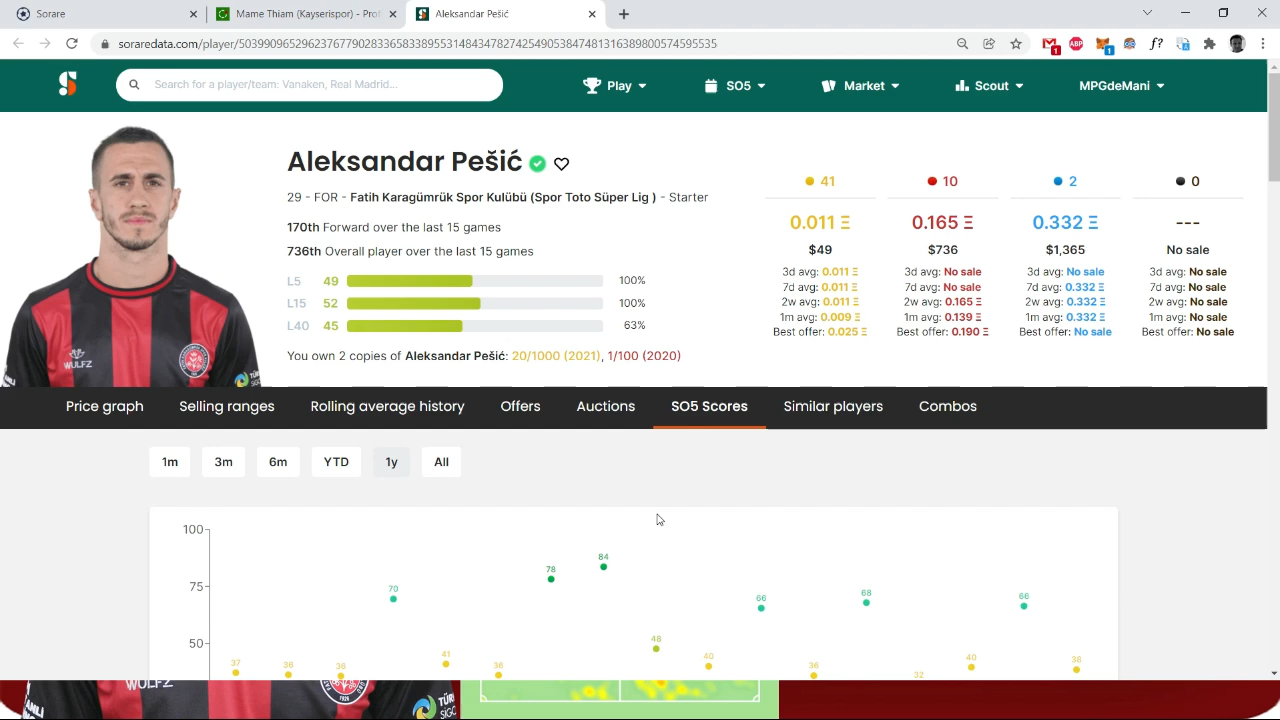 Sorare
Mame Thiam (Kayserispor) - Prof
Aleksandar Pešić
1
ABP
1
f?
Search for a player/team: Vanaken, Real Madrid...
Play
SO5
Market
Scout
MPGdeMani
Aleksandar Pešić
29 - FOR - Fatih Karagümrük Spor Kulübü (Spor Toto Süper Lig ) - Starter
170th Forward over the last 15 games
736th Overall player over the last 15 games
L5 49 100%
L15 52 100%
L40 45 63%
You own 2 copies of Aleksandar Pešić: 20/1000 (2021), 1/100 (2020)
41 10 2 0
0.011 Ξ 0.165 Ξ 0.332 Ξ ---
$49 $736 $1,365 No sale
3d avg: 0.011 Ξ 3d avg: No sale 3d avg: No sale 3d avg: No sale
7d avg: 0.011 Ξ 7d avg: No sale 7d avg: 0.332 Ξ 7d avg: No sale
2w avg: 0.011 Ξ 2w avg: 0.165 Ξ 2w avg: 0.332 Ξ 2w avg: No sale
1m avg: 0.009 Ξ 1m avg: 0.139 Ξ 1m avg: 0.332 Ξ 1m avg: No sale
Best offer: 0.025 Ξ Best offer: 0.190 Ξ Best offer: No sale Best offer: No sale
WULFZ
Price graph Selling ranges Rolling average history Offers Auctions SO5 Scores Similar players Combos
1m 3m 6m YTD 1y All
100
75
50
37 36 70 41 36 78 84 48 40 66 36 68 32 40 66 38
WULFZ